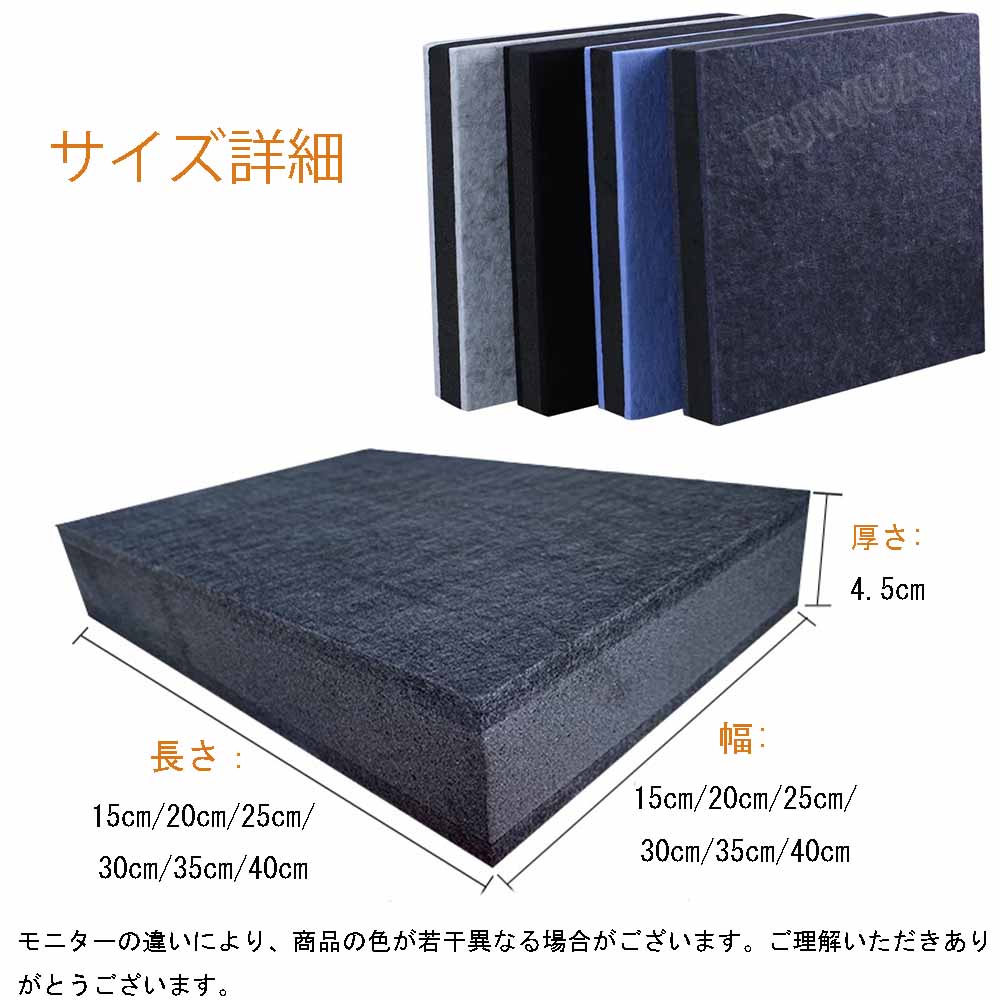 サイズ詳細
厚さ:
4.5cm
長さ：
15cm/20cm/25cm/
30cm/35cm/40cm
幅:
15cm/20cm/25cm/
30cm/35cm/40cm
モニターの違いにより、商品の色が若干異なる場合がございます。ご理解いただきあり
がとうございます。